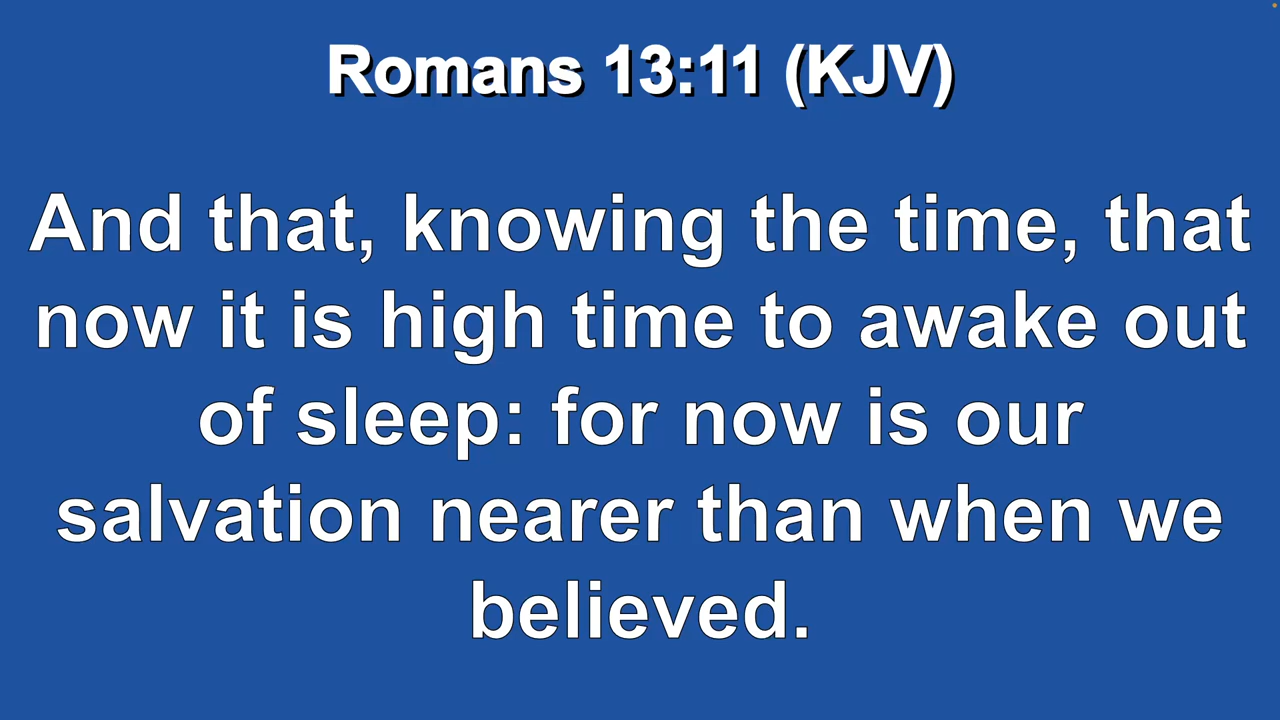 Romans 13:11 (KJV)
And that, knowing the time, that
now it is high time to awake out
of sleep: for now is our
salvation nearer than when we
believed.